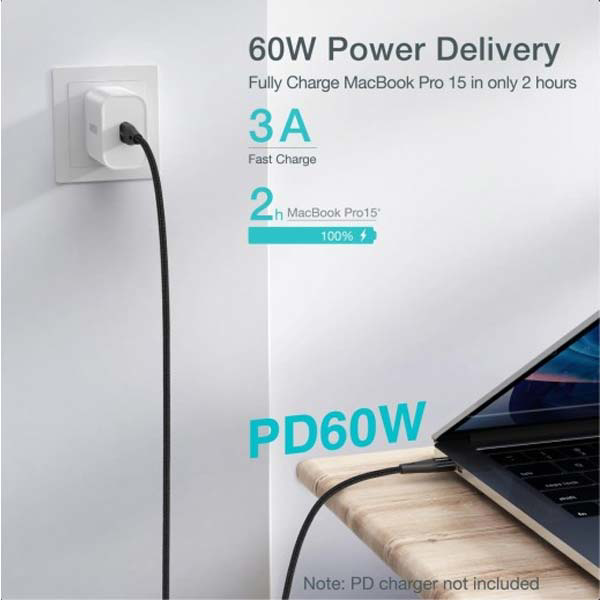 60W Power Delivery
Fully Charge MacBook Pro 15 in only 2 hours
3 A
Fast Charge
2h MacBook Pro15"
100%
PD60W
Note: PD charger not included